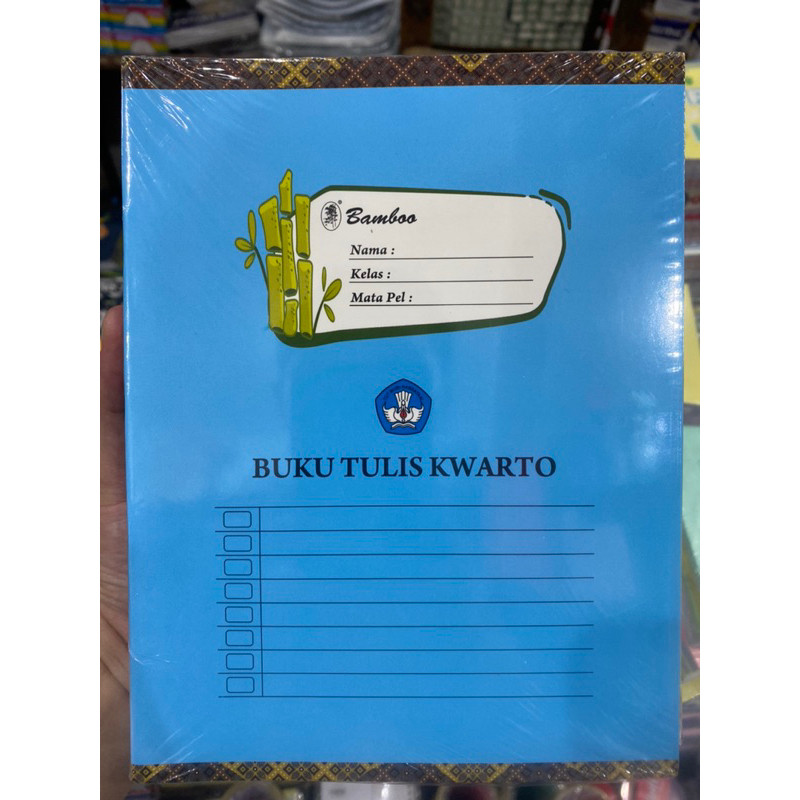 Bamboo
Nama :
Kelas :
Mata Pel :
BUKU TULIS KWARTO